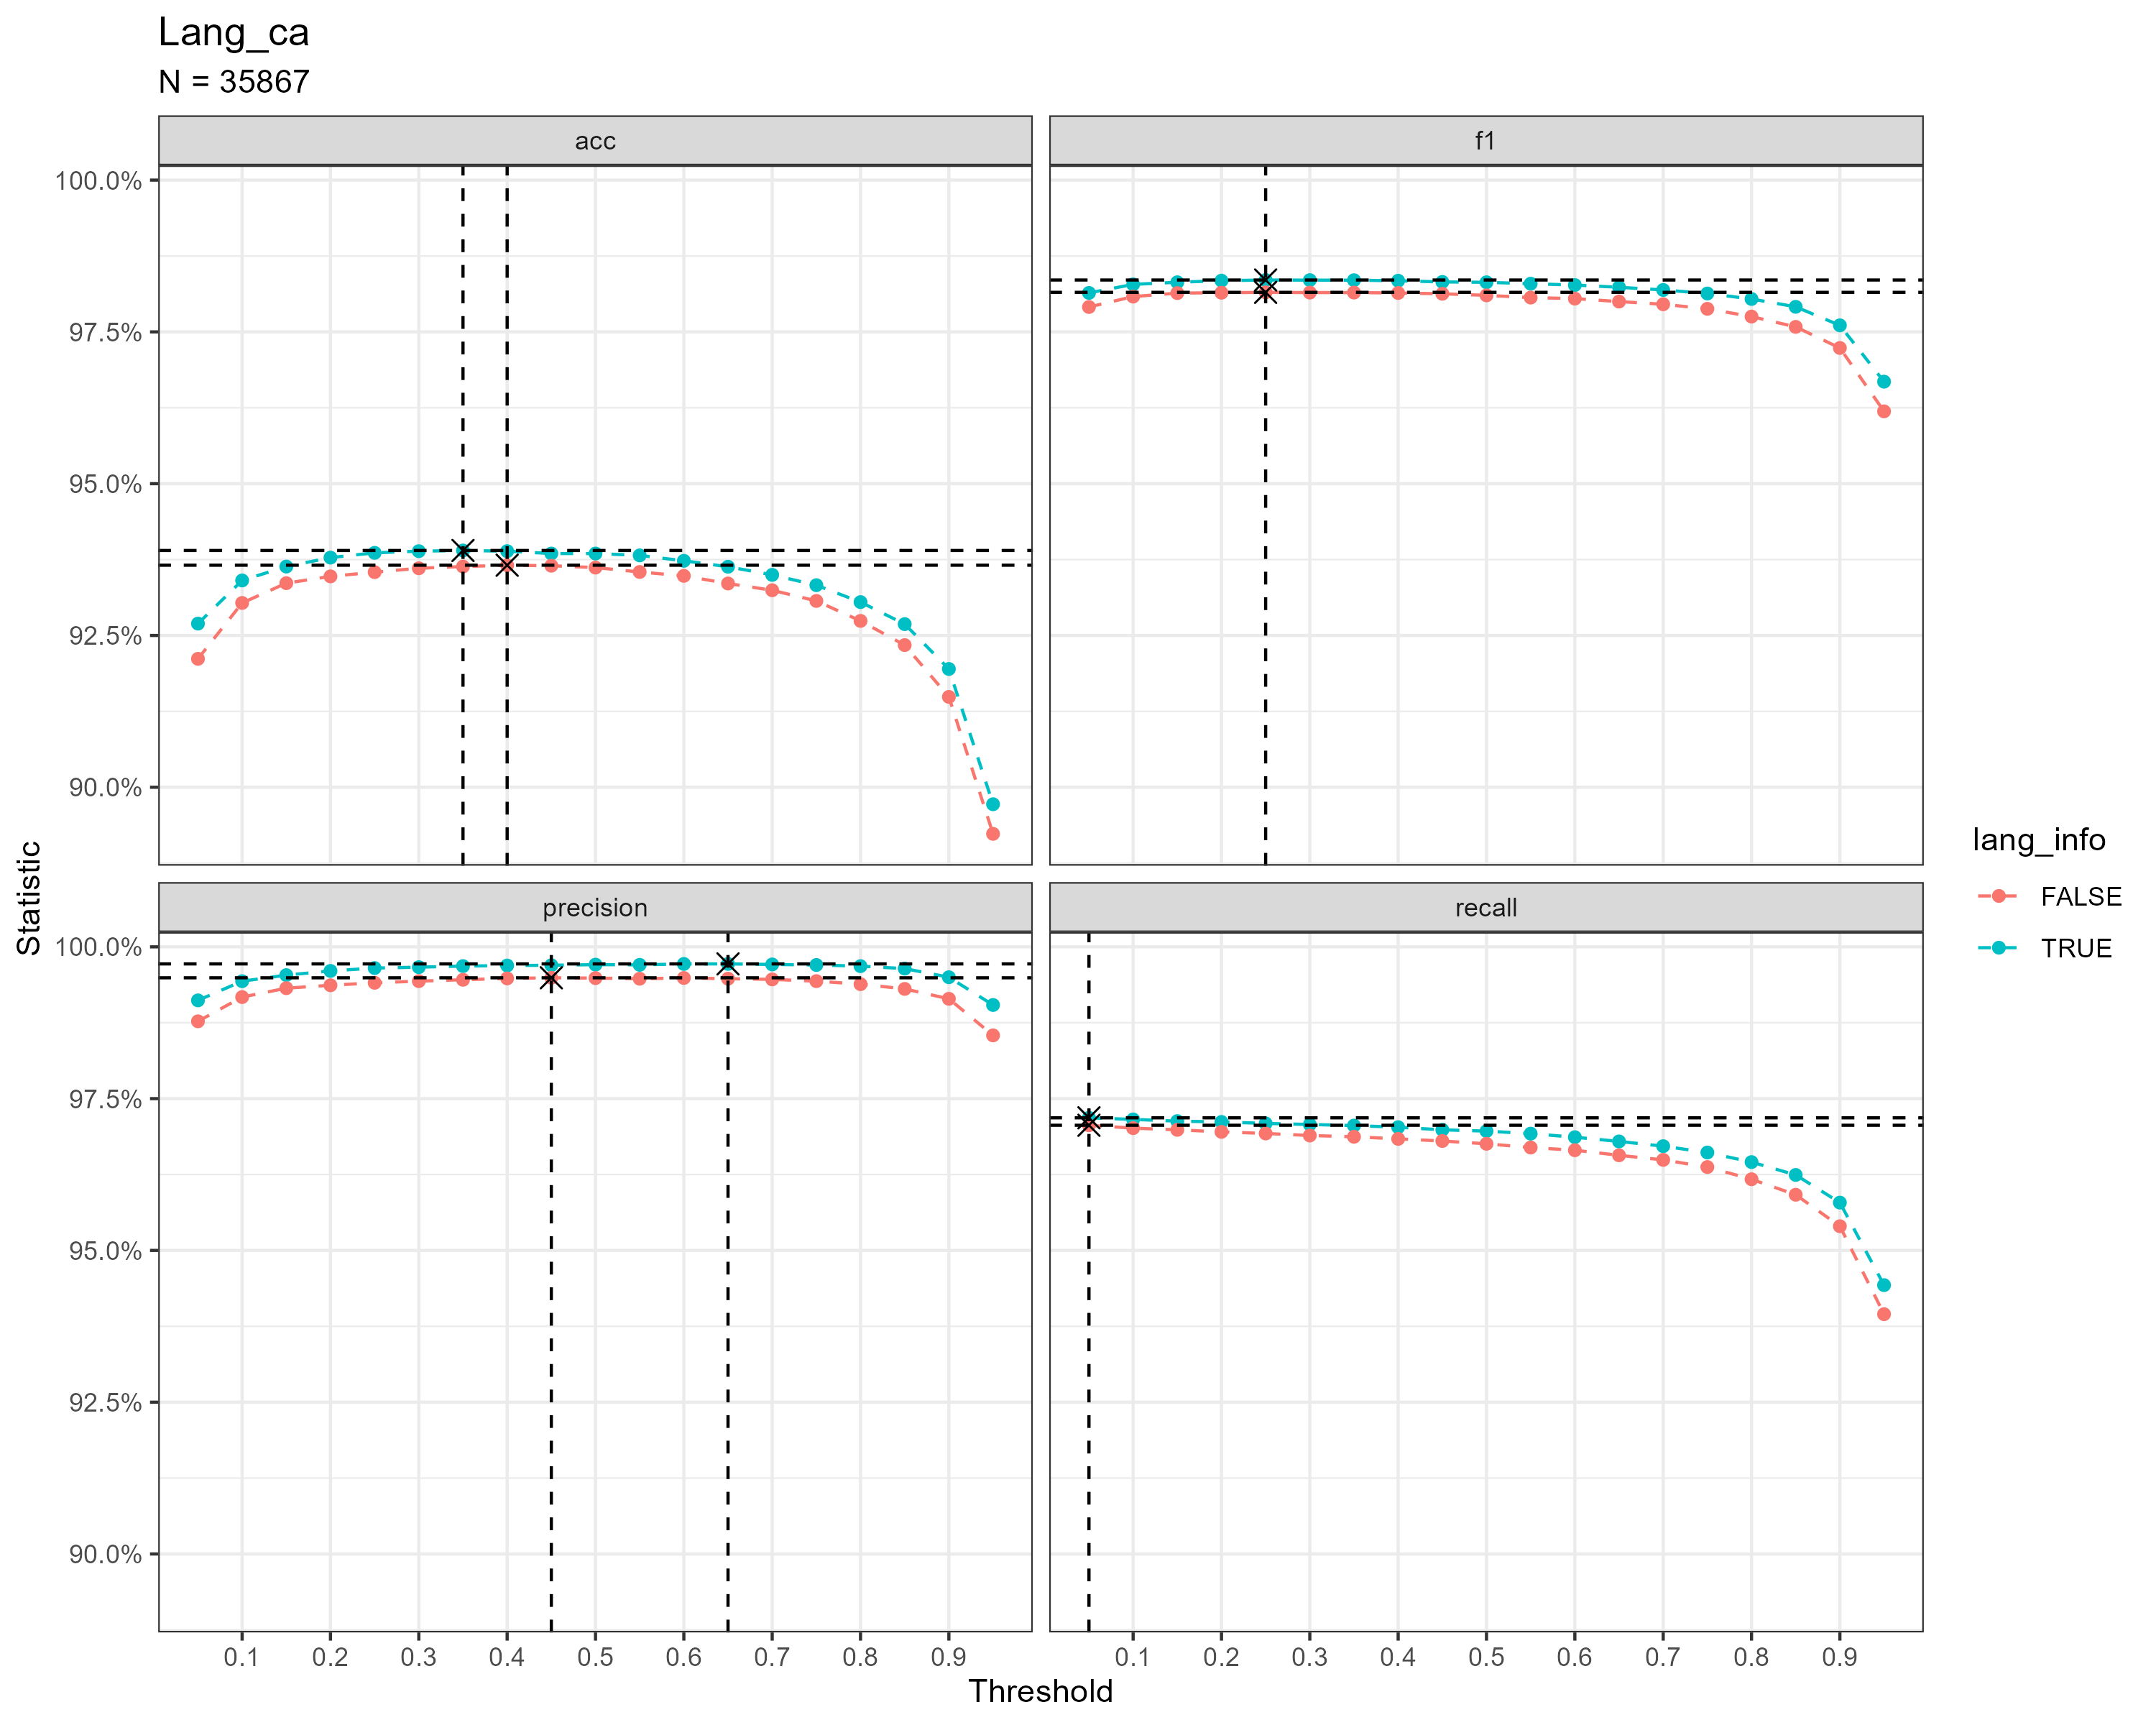 Lang_ca
N = 35867
acc
f1
100.0%
97.5%
95.0%
92.5%
90.0%
precision
recall
100.0%
97.5%
95.0%
92.5%
90.0%
0.1 0.2 0.3 0.4 0.5 0.6 0.7 0.8 0.9
0.1 0.2 0.3 0.4 0.5 0.6 0.7 0.8 0.9
Threshold
Statistic
lang_info
FALSE
TRUE